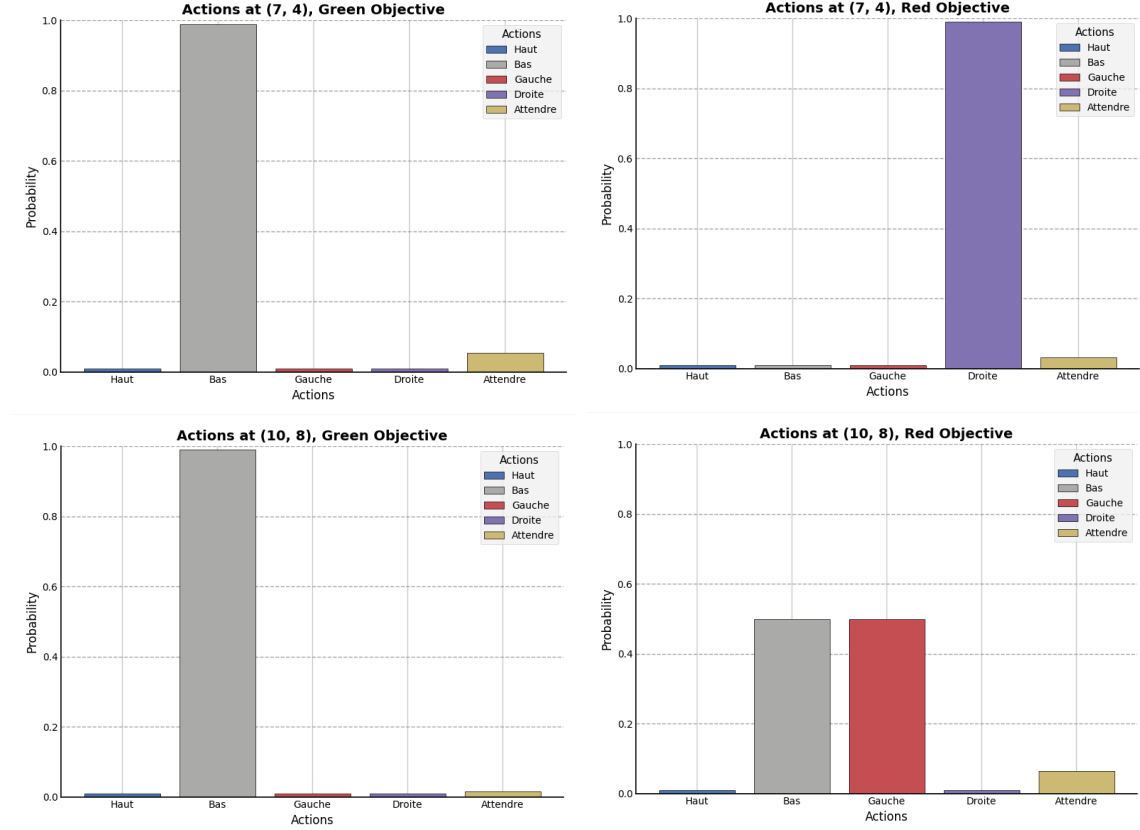 Actions at (7, 4), Green Objective
Probability
1.0
0.8
0.6
0.4
0.2
0.0
Actions
Haut
Bas
Gauche
Droite
Attendre
Haut Bas Gauche Droite Attendre
Actions
Actions at (7, 4), Red Objective
Probability
1.0
0.8
0.6
0.4
0.2
0.0
Actions
Haut
Bas
Gauche
Droite
Attendre
Haut Bas Gauche Droite Attendre
Actions
Actions at (10, 8), Green Objective
Probability
1.0
0.8
0.6
0.4
0.2
0.0
Actions
Haut
Bas
Gauche
Droite
Attendre
Haut Bas Gauche Droite Attendre
Actions
Actions at (10, 8), Red Objective
Probability
1.0
0.8
0.6
0.4
0.2
0.0
Actions
Haut
Bas
Gauche
Droite
Attendre
Haut Bas Gauche Droite Attendre
Actions